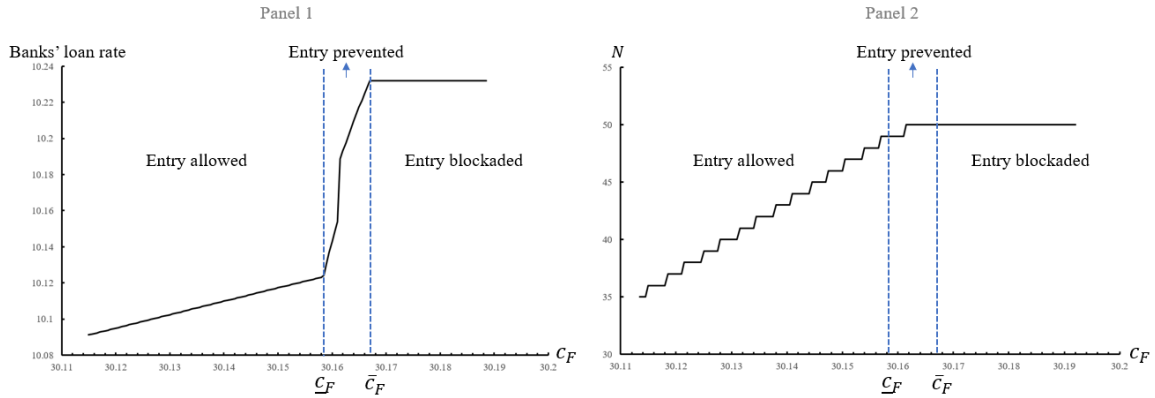 Panel 1
Banks' loan rate
Entry prevented
10.24
10.22
10.2
10.18
10.16
10.14
10.12
10.1
10.08
Entry allowed
Entry blockaded
30.11
30.12
30.13
30.14
30.15
30.16
30.17
30.18
30.19
30.2
C_F
c̲_F
c̄_F
Panel 2
N
Entry prevented
55
50
45
40
35
30
Entry allowed
Entry blockaded
30.11
30.12
30.13
30.14
30.15
30.16
30.17
30.18
30.19
30.2
C_F
c̲_F
c̄_F